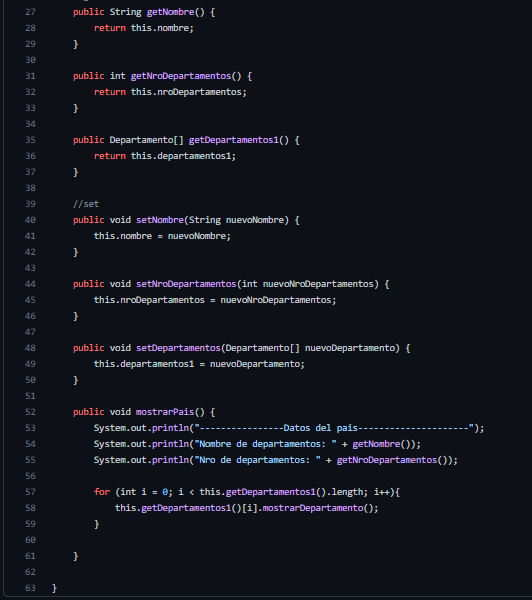 27 public String getNombre() {
28 return this.nombre;
29 }
30
31 public int getNroDepartamentos() {
32 return this.nroDepartamentos;
33 }
34
35 public Departamento[] getDepartamentos1() {
36 return this.departamentos1;
37 }
38
39 //set
40 public void setNombre(String nuevoNombre) {
41 this.nombre = nuevoNombre;
42 }
43
44 public void setNroDepartamentos(int nuevoNroDepartamentos) {
45 this.nroDepartamentos = nuevoNroDepartamentos;
46 }
47
48 public void setDepartamentos(Departamento[] nuevoDepartamento) {
49 this.departamentos1 = nuevoDepartamento;
50 }
51
52 public void mostrarPais() {
53 System.out.println("----------------Datos del pais---------------------");
54 System.out.println("Nombre de departamentos: " + getNombre());
55 System.out.println("Nro de departamentos: " + getNroDepartamentos());
56
57 for (int i = 0; i < this.getDepartamentos1().length; i++){
58 this.getDepartamentos1()[i].mostrarDepartamento();
59 }
60
61 }
62
63 }